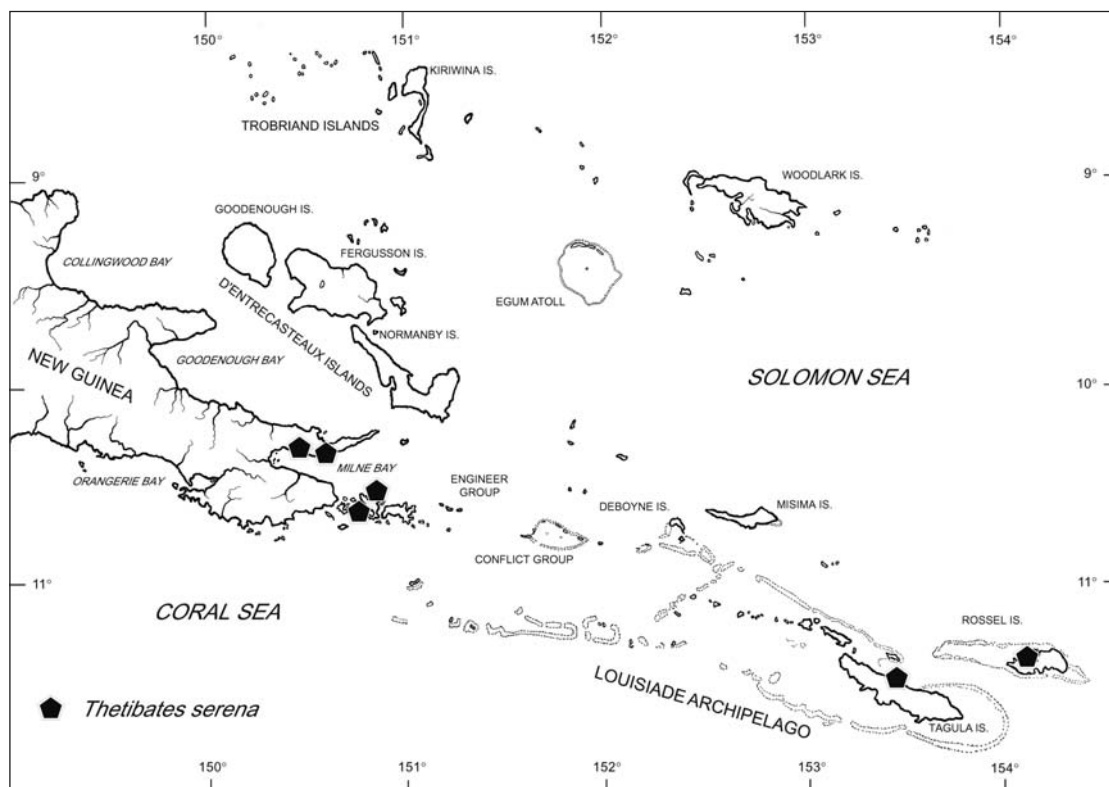 150°
151°
152°
153°
154°
KIRIWINA IS.
TROBRIAND ISLANDS
9°
9°
WOODLARK IS.
GOODENOUGH IS.
COLLINGWOOD BAY
FERGUSSON IS.
EGUM ATOLL
D'ENTRECASTEAUX ISLANDS
NORMANBY IS.
GOODENOUGH BAY
NEW GUINEA
SOLOMON SEA
10°
MILNE BAY
ORANGERIE BAY
ENGINEER
GROUP
DEBOYNE IS.
MISIMA IS.
CONFLICT GROUP
11°
11°
CORAL SEA
ROSSEL IS.
LOUISIADE ARCHIPELAGO
Thetibates serena
TAGULA IS.
150°
151°
152°
153°
154°